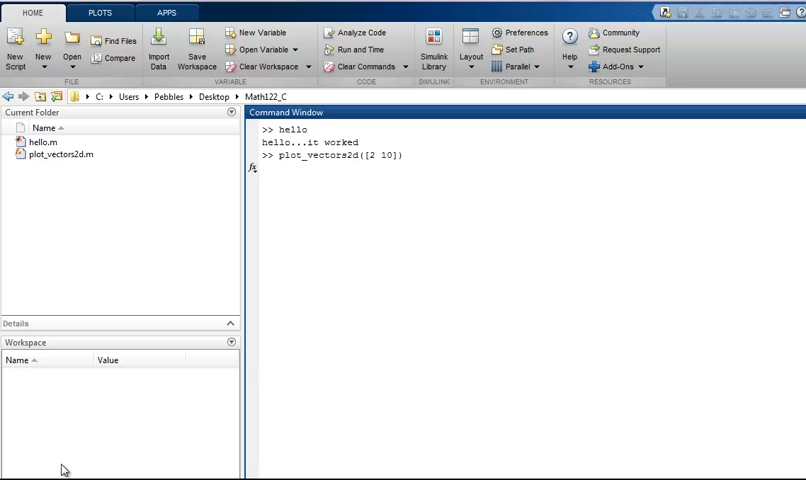 HOME PLOTS APPS
New Script
New
Open
Find Files
Compare
FILE
Import Data
Save Workspace
New Variable
Open Variable
Clear Workspace
VARIABLE
Analyze Code
Run and Time
Clear Commands
CODE
Simulink Library
SIMULINK
Layout
Preferences
Set Path
Parallel
ENVIRONMENT
Help
Community
Request Support
Add-Ons
RESOURCES
C: Users Pebbles Desktop Math122_C
Current Folder
Name
hello.m
plot_vectors2d.m
Details
Workspace
Name Value
Command Window
>> hello
hello...it worked
>> plot_vectors2d([2 10])
fx